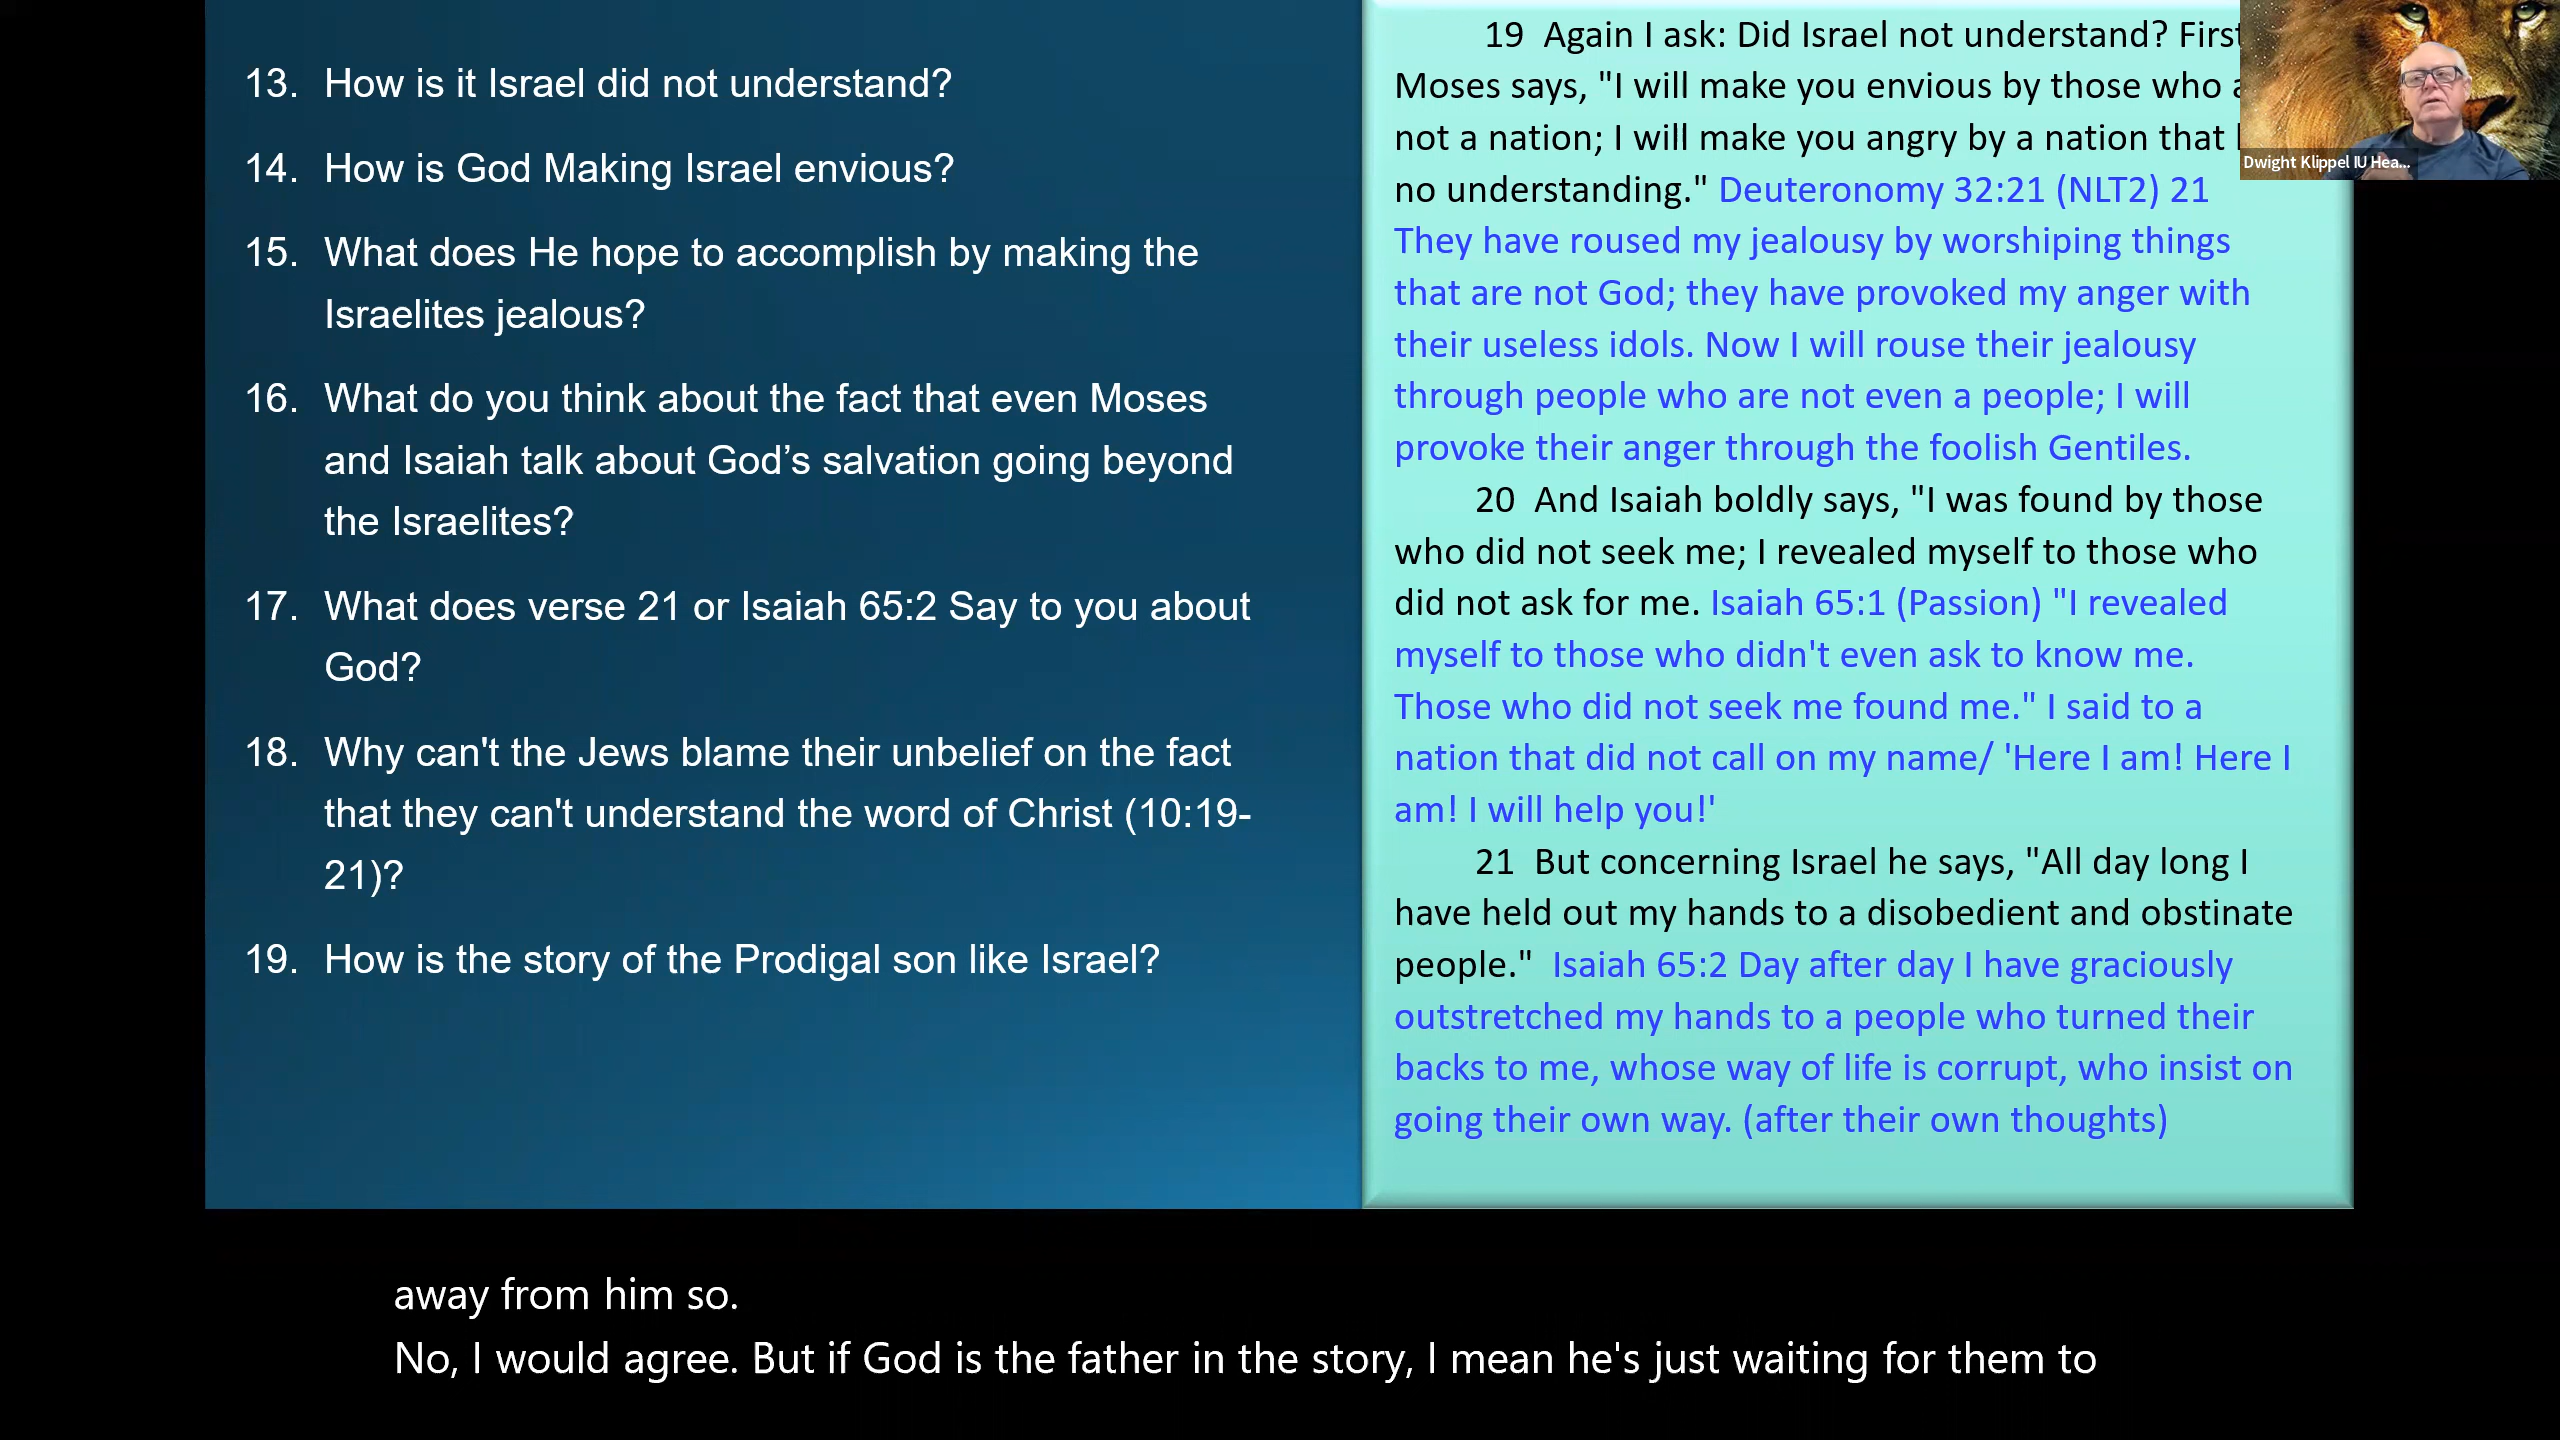 13. How is it Israel did not understand?
14. How is God Making Israel envious?
15. What does He hope to accomplish by making the
Israelites jealous?
16. What do you think about the fact that even Moses
and Isaiah talk about God’s salvation going beyond
the Israelites?
17. What does verse 21 or Isaiah 65:2 Say to you about
God?
18. Why can't the Jews blame their unbelief on the fact
that they can't understand the word of Christ (10:19-
21)?
19. How is the story of the Prodigal son like Israel?
19 Again I ask: Did Israel not understand? First
Moses says, "I will make you envious by those who
not a nation; I will make you angry by a nation that
no understanding." Deuteronomy 32:21 (NLT2) 21
They have roused my jealousy by worshiping things
that are not God; they have provoked my anger with
their useless idols. Now I will rouse their jealousy
through people who are not even a people; I will
provoke their anger through the foolish Gentiles.
20 And Isaiah boldly says, "I was found by those
who did not seek me; I revealed myself to those who
did not ask for me. Isaiah 65:1 (Passion) "I revealed
myself to those who didn't even ask to know me.
Those who did not seek me found me." I said to a
nation that did not call on my name/ 'Here I am! Here I
am! I will help you!'
21 But concerning Israel he says, "All day long I
have held out my hands to a disobedient and obstinate
people." Isaiah 65:2 Day after day I have graciously
outstretched my hands to a people who turned their
backs to me, whose way of life is corrupt, who insist on
going their own way. (after their own thoughts)
Dwight Klippel IU Hea...
away from him so.
No, I would agree. But if God is the father in the story, I mean he's just waiting for them to